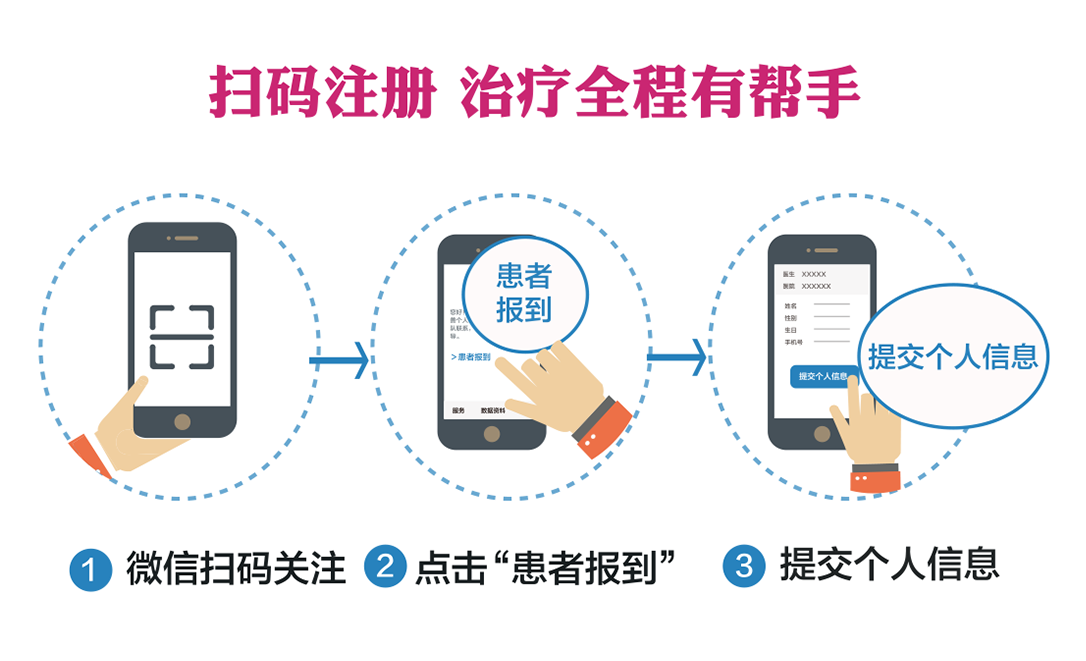 扫码注册 治疗全程有帮手
患者
报到
>患者报到
服务 数据资料
医生 XXXXX
医院 XXXXXX
姓名
性别
生日
手机号
提交个人信息
提交个人信息
1 微信扫码关注
2 点击“患者报到”
3 提交个人信息